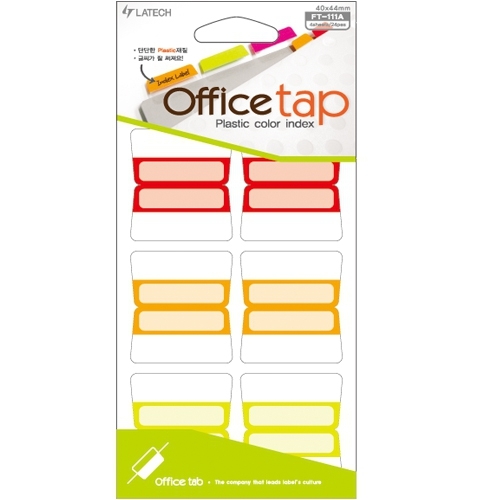 LATECH
40x44mm
FT-111A
4sheets/24pes
• 단단한 Plastic재질
• 글씨가 잘 써져요!
Index Label
Office tap
Plastic color index
Office tab • The company that leads label's culture